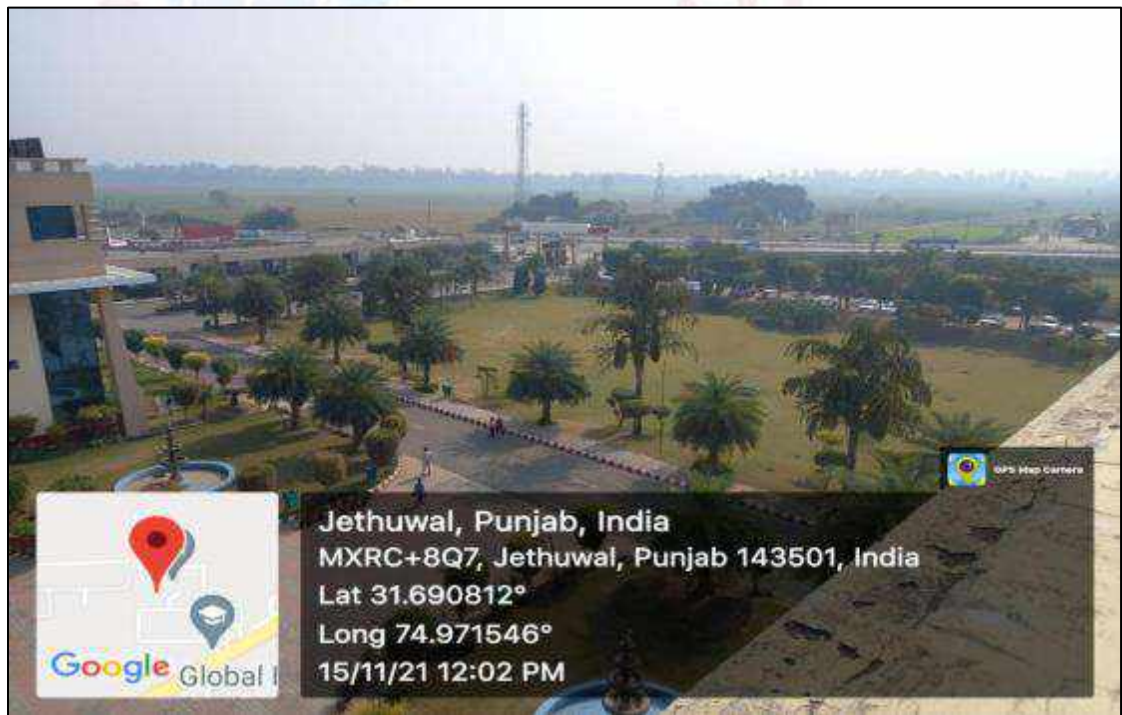 GPS Map Camera
Jethuwal, Punjab, India
MXRC+8Q7, Jethuwal, Punjab 143501, India
Lat 31.690812°
Long 74.971546°
15/11/21 12:02 PM
Google
Global I